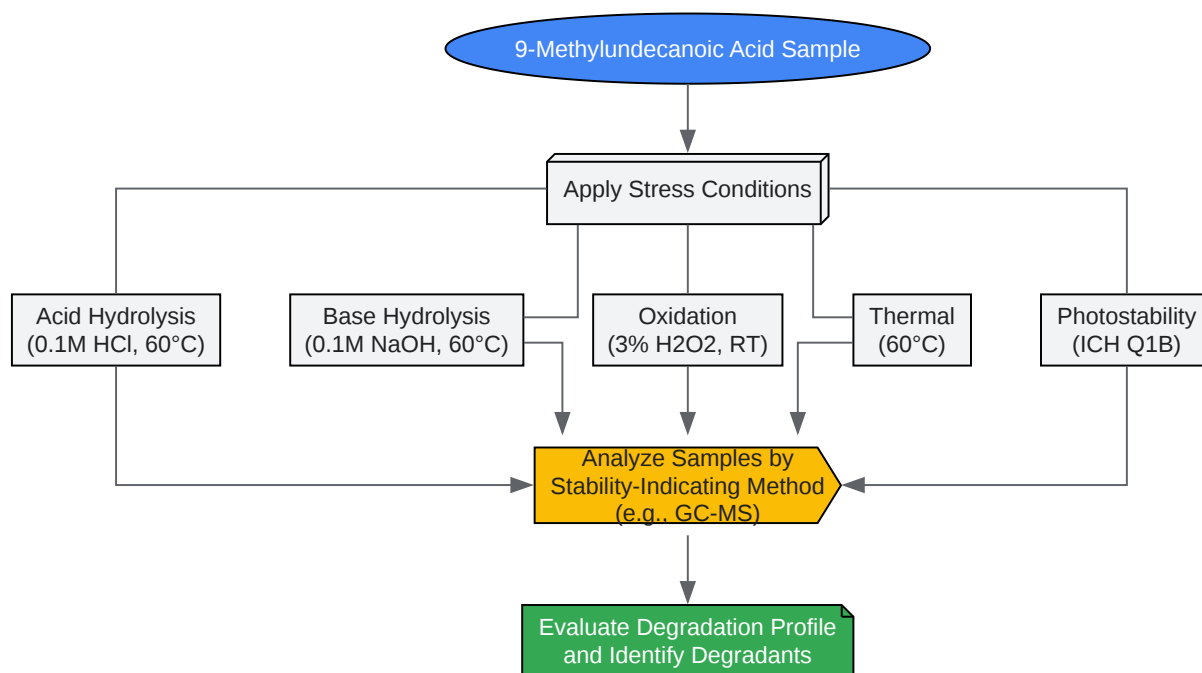 9-Methylundecanoic Acid Sample
Apply Stress Conditions
Acid Hydrolysis
(0.1M HCl, 60°C)
Base Hydrolysis
(0.1M NaOH, 60°C)
Oxidation
(3% H2O2, RT)
Thermal
(60°C)
Photostability
(ICH Q1B)
Analyze Samples by
Stability-Indicating Method
(e.g., GC-MS)
Evaluate Degradation Profile
and Identify Degradants